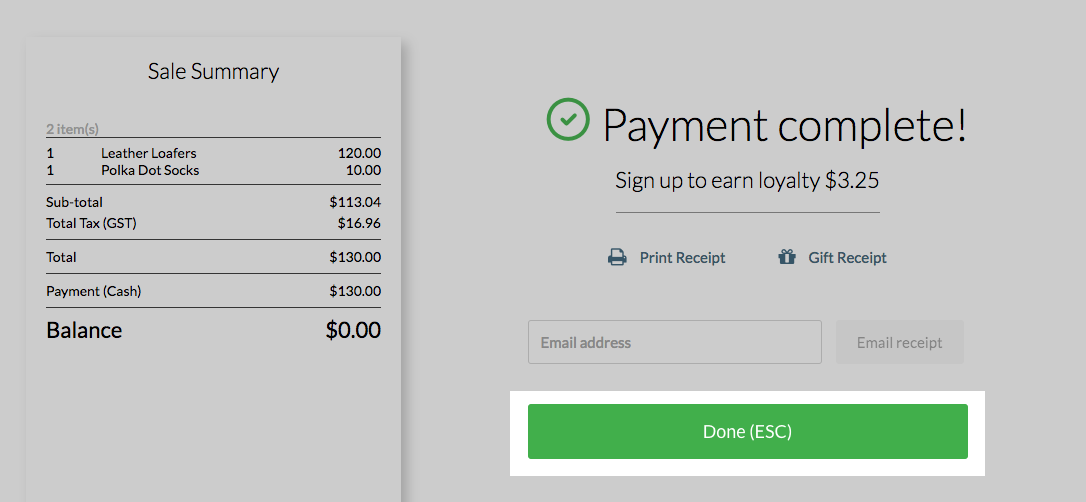 Sale Summary
2 item(s)
1 Leather Loafers 120.00
1 Polka Dot Socks 10.00
Sub-total $113.04
Total Tax (GST) $16.96
Total $130.00
Payment (Cash) $130.00
Balance $0.00
Payment complete!
Sign up to earn loyalty $3.25
Print Receipt Gift Receipt
Email address Email receipt
Done (ESC)